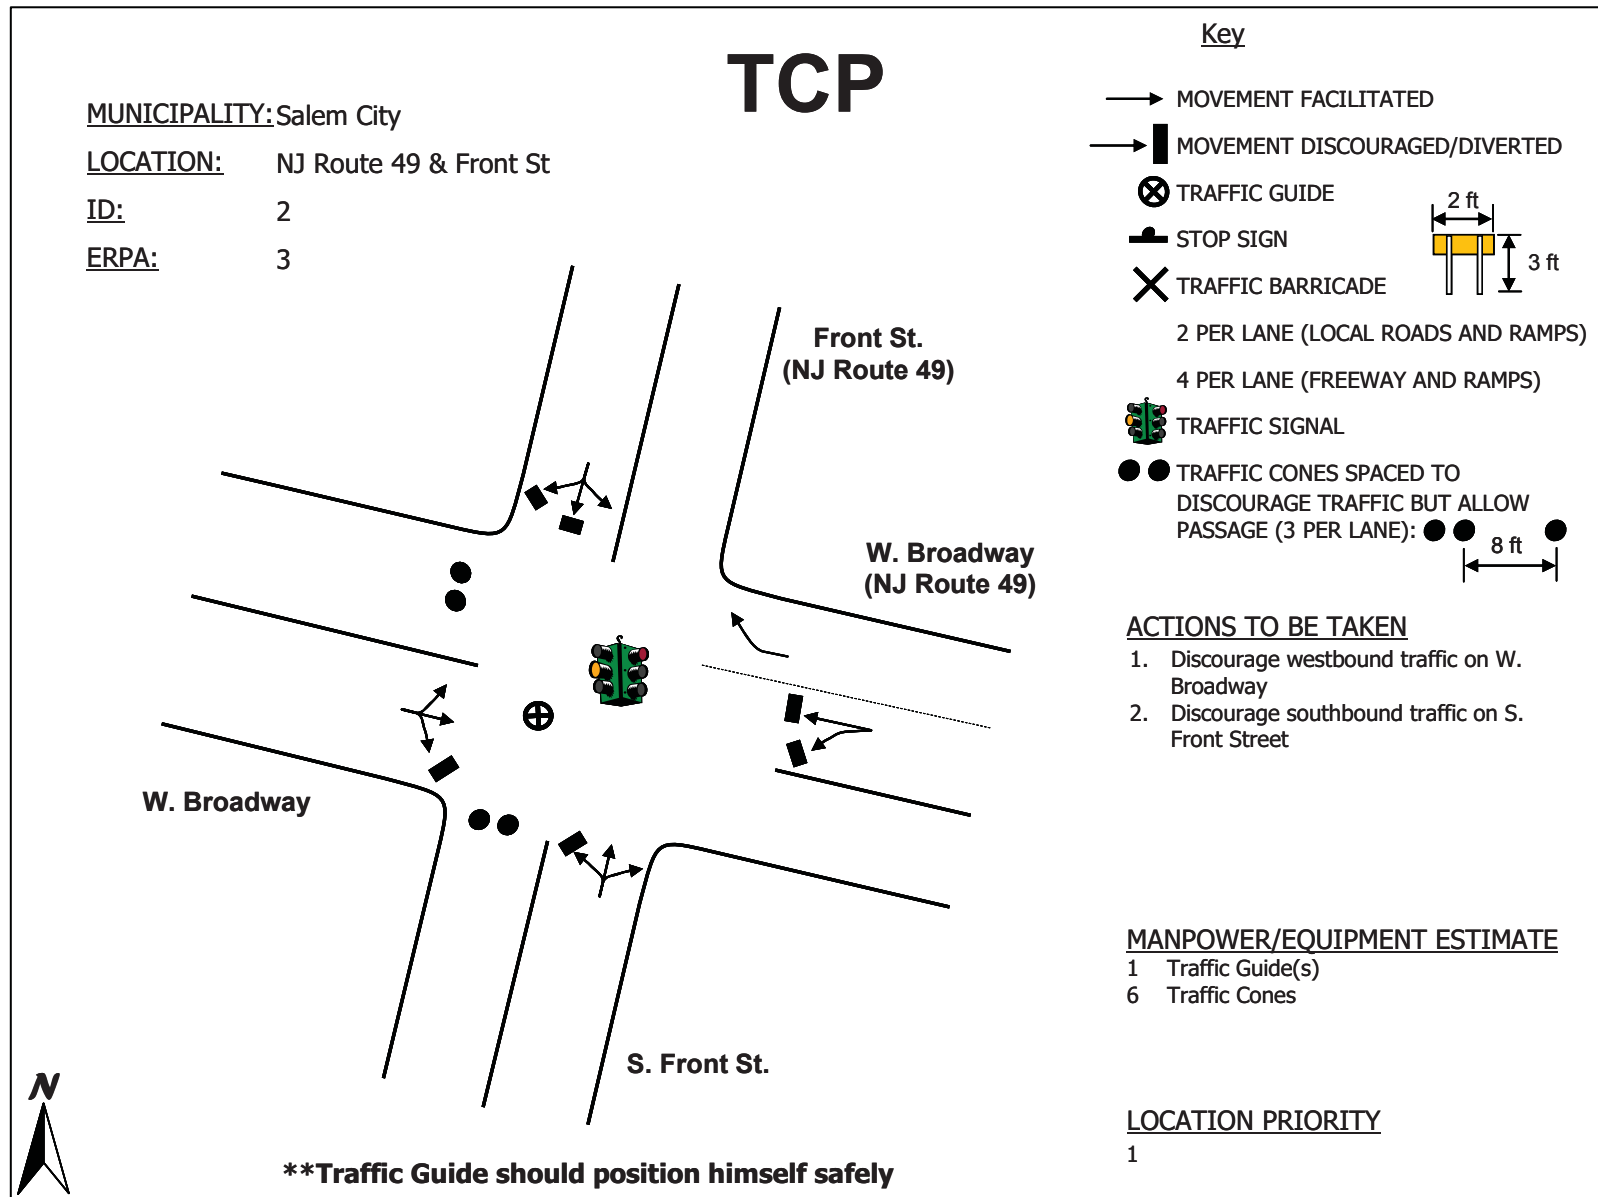 TCP
MUNICIPALITY: Salem City
LOCATION: NJ Route 49 & Front St
ID: 2
ERPA: 3
Front St.
(NJ Route 49)
W. Broadway
(NJ Route 49)
W. Broadway
S. Front St.
N
**Traffic Guide should position himself safely
Key
MOVEMENT FACILITATED
MOVEMENT DISCOURAGED/DIVERTED
TRAFFIC GUIDE
2 ft
STOP SIGN
3 ft
TRAFFIC BARRICADE
2 PER LANE (LOCAL ROADS AND RAMPS)
4 PER LANE (FREEWAY AND RAMPS)
TRAFFIC SIGNAL
TRAFFIC CONES SPACED TO
DISCOURAGE TRAFFIC BUT ALLOW
PASSAGE (3 PER LANE):
8 ft
ACTIONS TO BE TAKEN
1. Discourage westbound traffic on W.
Broadway
2. Discourage southbound traffic on S.
Front Street
MANPOWER/EQUIPMENT ESTIMATE
1 Traffic Guide(s)
6 Traffic Cones
LOCATION PRIORITY
1